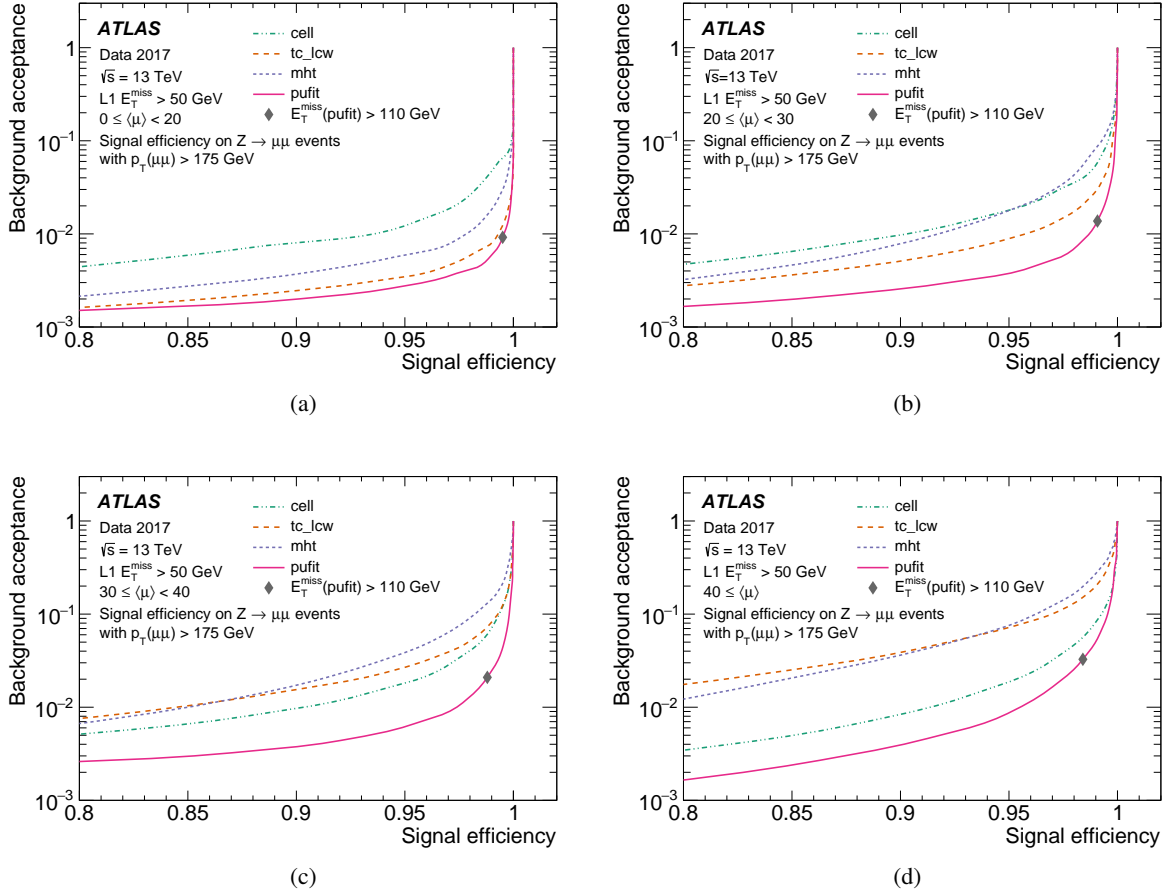 ATLAS
Data 2017
√s = 13 TeV
L1 E_T^miss > 50 GeV
0 ≤ ⟨μ⟩ < 20
Signal efficiency on Z → μμ events
with p_T(μμ) > 175 GeV
cell
tc_lcw
mht
pufit
E_T^miss(pufit) > 110 GeV
Background acceptance
1
10⁻¹
10⁻²
10⁻³
0.8 0.85 0.9 0.95 1
Signal efficiency
(a)
ATLAS
Data 2017
√s=13 TeV
L1 E_T^miss > 50 GeV
20 ≤ ⟨μ⟩ < 30
Signal efficiency on Z → μμ events
with p_T(μμ) > 175 GeV
cell
tc_lcw
mht
pufit
E_T^miss(pufit) > 110 GeV
Background acceptance
1
10⁻¹
10⁻²
10⁻³
0.8 0.85 0.9 0.95 1
Signal efficiency
(b)
ATLAS
Data 2017
√s = 13 TeV
L1 E_T^miss > 50 GeV
30 ≤ ⟨μ⟩ < 40
Signal efficiency on Z → μμ events
with p_T(μμ) > 175 GeV
cell
tc_lcw
mht
pufit
E_T^miss(pufit) > 110 GeV
Background acceptance
1
10⁻¹
10⁻²
10⁻³
0.8 0.85 0.9 0.95 1
Signal efficiency
(c)
ATLAS
Data 2017
√s = 13 TeV
L1 E_T^miss > 50 GeV
40 ≤ ⟨μ⟩
Signal efficiency on Z → μμ events
with p_T(μμ) > 175 GeV
cell
tc_lcw
mht
pufit
E_T^miss(pufit) > 110 GeV
Background acceptance
1
10⁻¹
10⁻²
10⁻³
0.8 0.85 0.9 0.95 1
Signal efficiency
(d)